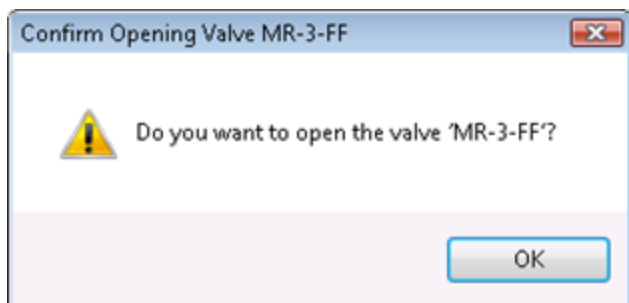 Confirm Opening Valve MR-3-FF
Do you want to open the valve 'MR-3-FF'?
OK